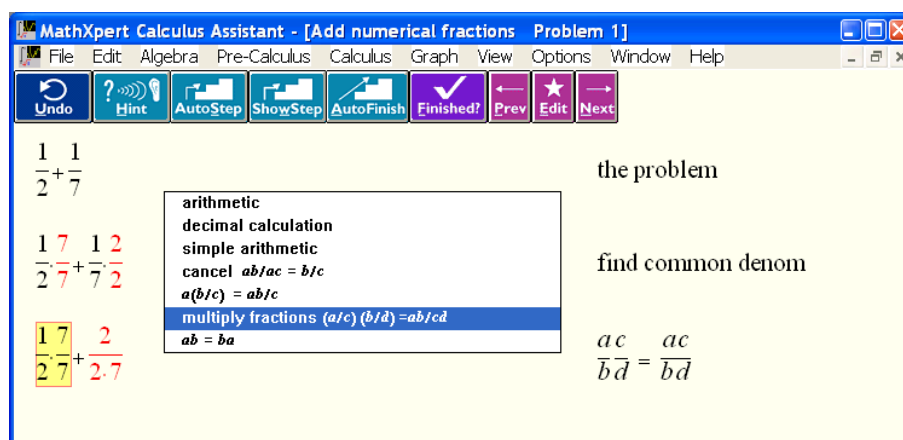 MathXpert Calculus Assistant - [Add numerical fractions   Problem 1]
File Edit Algebra Pre-Calculus Calculus Graph View Options Window Help
Undo ? Hint AutoStep ShowStep AutoFinish Finished? Prev Edit Next
1/2 + 1/7 the problem
arithmetic
decimal calculation
simple arithmetic
cancel ab/ac = b/c
a(b/c) = ab/c
multiply fractions (a/c)(b/d)=ab/cd
ab = ba
1/2 · 7/7 + 1/7 · 2/2 find common denom
1/2 · 7/7 + 2/2·7 a/b c/d = ac/bd